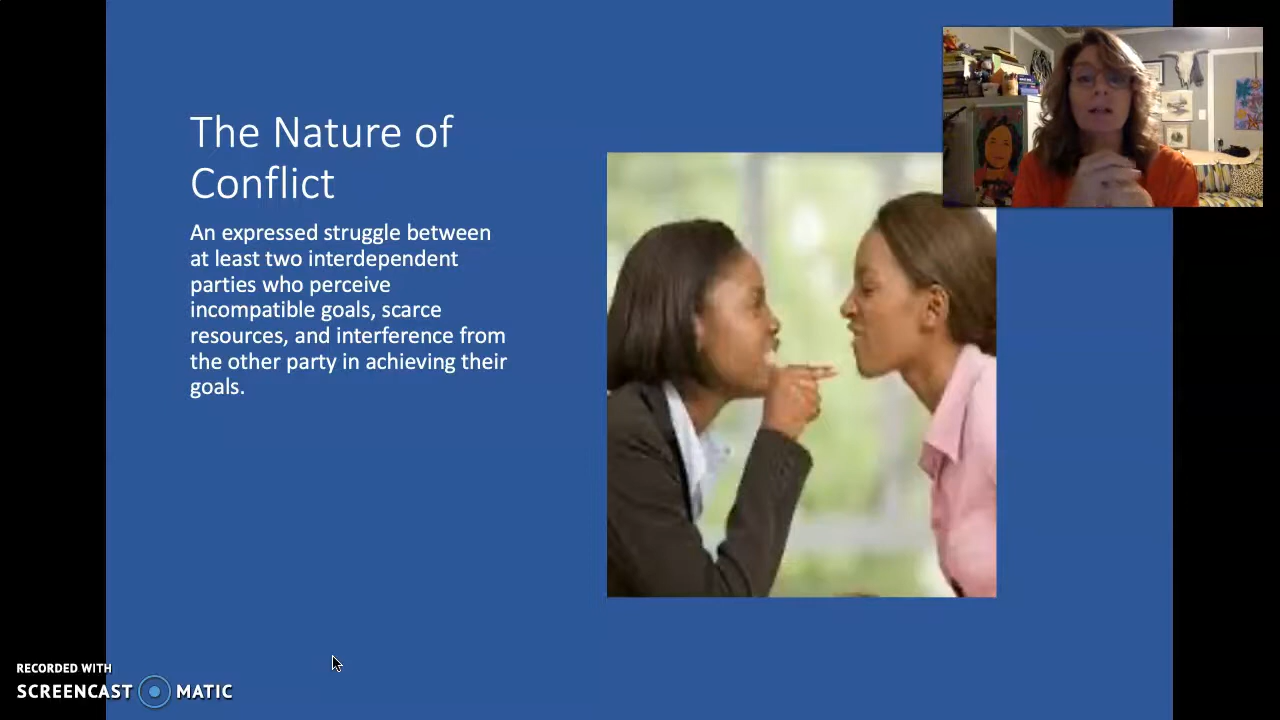 The Nature of
Conflict
An expressed struggle between
at least two interdependent
parties who perceive
incompatible goals, scarce
resources, and interference from
the other party in achieving their
goals.
RECORDED WITH
SCREENCAST MATIC